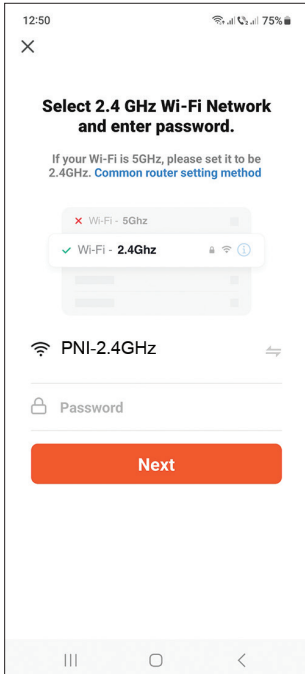 12:50
75%
Select 2.4 GHz Wi-Fi Network
and enter password.
If your Wi-Fi is 5GHz, please set it to be
2.4GHz. Common router setting method
Wi-Fi - 5Ghz
Wi-Fi - 2.4Ghz
PNI-2.4GHz
Password
Next